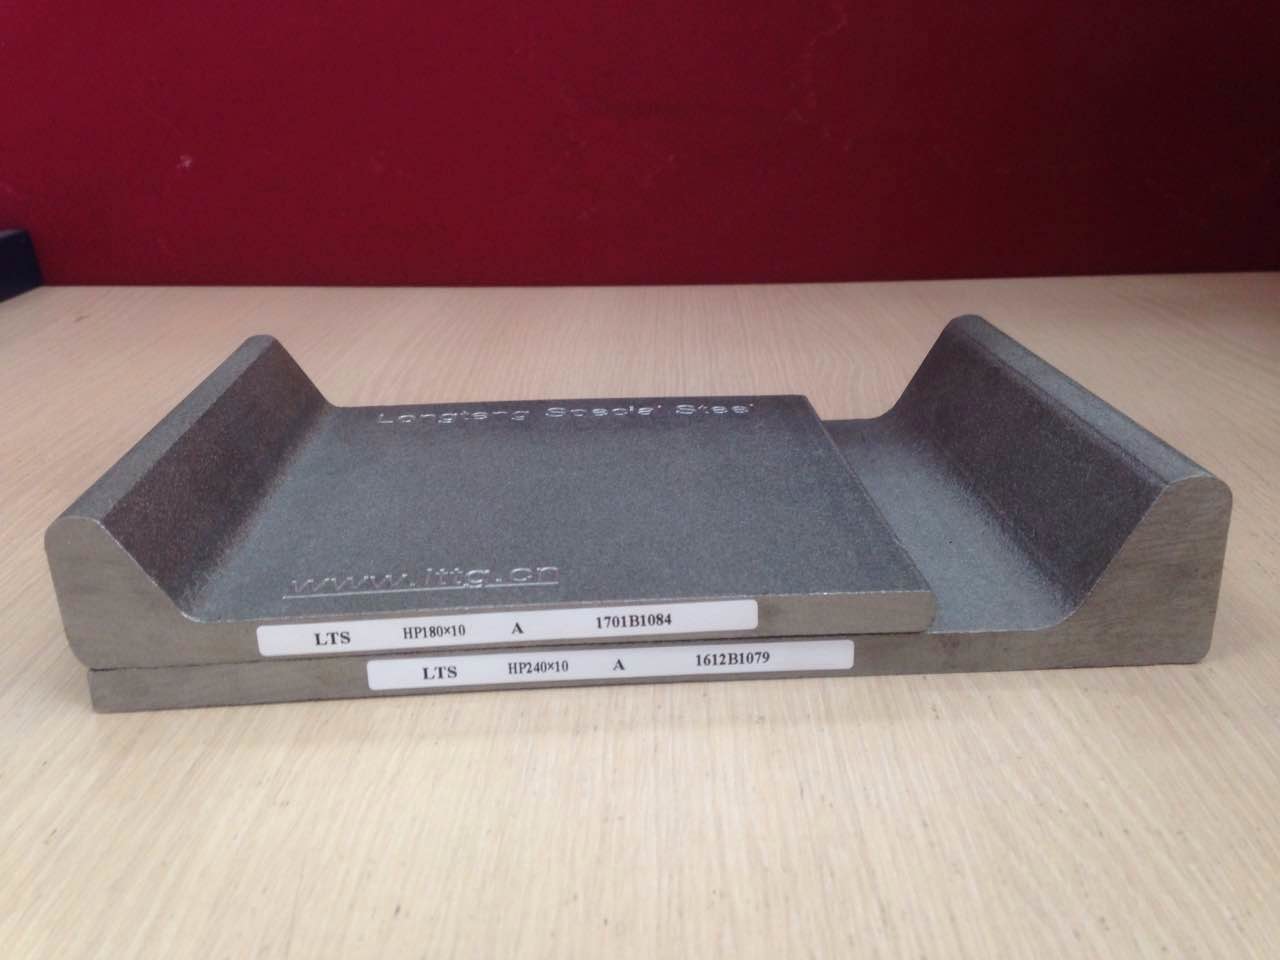 Longteng Special Steel
www.lttg.cn
LTS HP180×10 A 1701B1084
LTS HP240×10 A 1612B1079